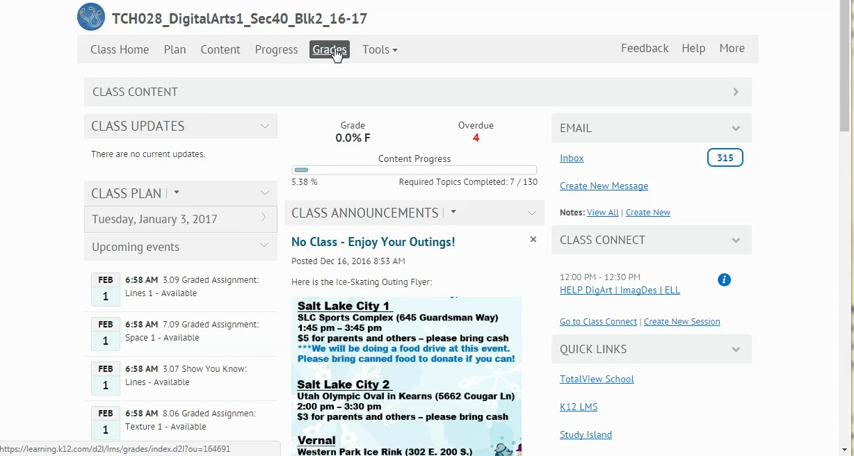 TCH028_DigitalArts1_Sec40_Blk2_16-17
Class Home Plan Content Progress Grades Tools Feedback Help More
CLASS CONTENT
CLASS UPDATES
There are no current updates.
CLASS PLAN
Tuesday, January 3, 2017
Upcoming events
FEB 1
6:58 AM 3.09 Graded Assignment:
Lines 1 - Available
FEB 1
6:58 AM 7.09 Graded Assignment:
Space 1 - Available
FEB 1
6:58 AM 3.07 Show You Know:
Lines - Available
FEB 1
6:58 AM 8.06 Graded Assignmen:
Texture 1 - Available
Grade Overdue
0.0% F 4
Content Progress
5.38 % Required Topics Completed: 7 / 130
CLASS ANNOUNCEMENTS
No Class - Enjoy Your Outings!
Posted Dec 16, 2016 8:53 AM
Here is the Ice-Skating Outing Flyer:
Salt Lake City 1
SLC Sports Complex (645 Guardsman Way)
1:45 pm – 3:45 pm
$5 for parents and others – please bring cash
***We will be doing a food drive at this event.
Please bring canned food to donate if you can!
Salt Lake City 2
Utah Olympic Oval in Kearns (5662 Cougar Ln)
2:00 pm – 3:30 pm
$3 for parents and others – please bring cash
Vernal
Western Park Ice Rink (302 E. 200 S.)
EMAIL
Inbox 315
Create New Message
Notes: View All | Create New
CLASS CONNECT
12:00 PM - 12:30 PM
HELP DigArt | ImagDes | ELL
Go to Class Connect | Create New Session
QUICK LINKS
TotalView School
K12 LMS
Study Island
https://learning.k12.com/d2l/lms/grades/index.d2l?ou=164691